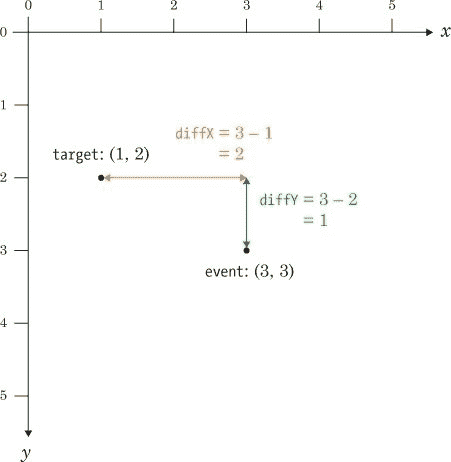 0 1 2 3 4 5
x
0
1
diffX = 3 − 1
= 2
target: (1, 2)
2
diffY = 3 − 2
= 1
3
event: (3, 3)
4
5
y